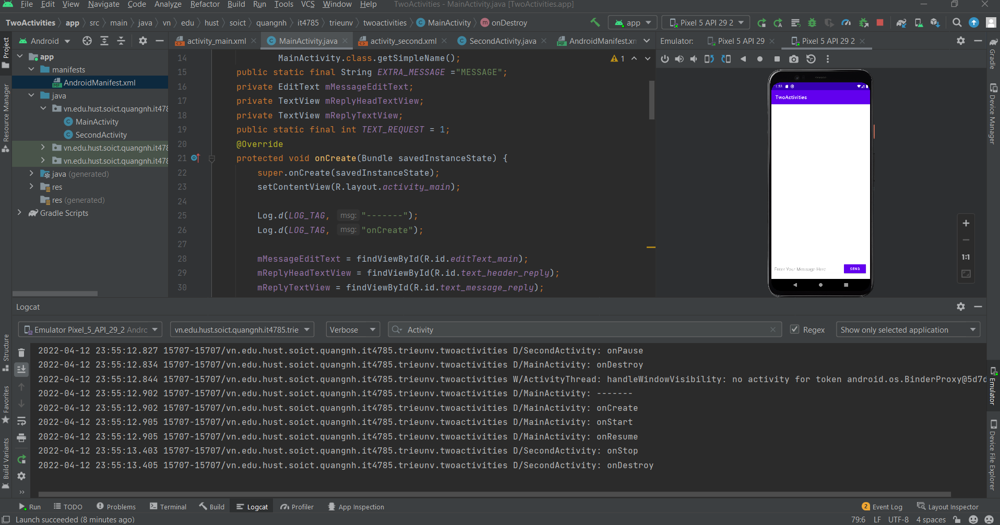 File Edit View Navigate Code Analyze Refactor Build Run Tools VCS Window Help TwoActivities - MainActivity.java [TwoActivities.app]
TwoActivities app src main java vn edu hust soict quangnh it4785 trieunv twoactivities MainActivity onDestroy app Pixel 5 API 29 2
Project
Resource Manager
Structure
Favorites
Build Variants
Android
app
manifests
AndroidManifest.xml
java
vn.edu.hust.soict.quangnh.it478
MainActivity
SecondActivity
vn.edu.hust.soict.quangnh.it478
vn.edu.hust.soict.quangnh.it478
java (generated)
res
res (generated)
Gradle Scripts
activity_main.xml MainActivity.java activity_second.xml SecondActivity.java AndroidManifest.xm
1
14 MainActivity.class.getSimpleName();
15 public static final String EXTRA_MESSAGE ="MESSAGE";
16 private EditText mMessageEditText;
17 private TextView mReplyHeadTextView;
18 private TextView mReplyTextView;
19 public static final int TEXT_REQUEST = 1;
20 @Override
21 protected void onCreate(Bundle savedInstanceState) {
22 super.onCreate(savedInstanceState);
23 setContentView(R.layout.activity_main);
24
25 Log.d(LOG_TAG, msg: "-------");
26 Log.d(LOG_TAG, msg: "onCreate");
27
28 mMessageEditText = findViewById(R.id.editText_main);
29 mReplyHeadTextView = findViewById(R.id.text_header_reply);
30 mReplyTextView = findViewById(R.id.text_message_reply);
Emulator: Pixel 5 API 29 Pixel 5 API 29 2
1:55
TwoActivities
Enter Your Message Here SEND
1:1
Gradle
Device Manager
Emulator
Device File Explorer
Logcat
Emulator Pixel_5_API_29_2 Andrc vn.edu.hust.soict.quangnh.it4785.trie Verbose Activity Regex Show only selected application
2022-04-12 23:55:12.827 15707-15707/vn.edu.hust.soict.quangnh.it4785.trieunv.twoactivities D/SecondActivity: onPause
2022-04-12 23:55:12.834 15707-15707/vn.edu.hust.soict.quangnh.it4785.trieunv.twoactivities D/MainActivity: onDestroy
2022-04-12 23:55:12.844 15707-15707/vn.edu.hust.soict.quangnh.it4785.trieunv.twoactivities W/ActivityThread: handleWindowVisibility: no activity for token android.os.BinderProxy@5d7d
2022-04-12 23:55:12.902 15707-15707/vn.edu.hust.soict.quangnh.it4785.trieunv.twoactivities D/MainActivity: -------
2022-04-12 23:55:12.902 15707-15707/vn.edu.hust.soict.quangnh.it4785.trieunv.twoactivities D/MainActivity: onCreate
2022-04-12 23:55:12.905 15707-15707/vn.edu.hust.soict.quangnh.it4785.trieunv.twoactivities D/MainActivity: onStart
2022-04-12 23:55:12.905 15707-15707/vn.edu.hust.soict.quangnh.it4785.trieunv.twoactivities D/MainActivity: onResume
2022-04-12 23:55:13.403 15707-15707/vn.edu.hust.soict.quangnh.it4785.trieunv.twoactivities D/SecondActivity: onStop
2022-04-12 23:55:13.405 15707-15707/vn.edu.hust.soict.quangnh.it4785.trieunv.twoactivities D/SecondActivity: onDestroy
Run TODO Problems Terminal Build Logcat Profiler App Inspection 2 Event Log Layout Inspector
Launch succeeded (8 minutes ago) 79:6 LF UTF-8 4 spaces